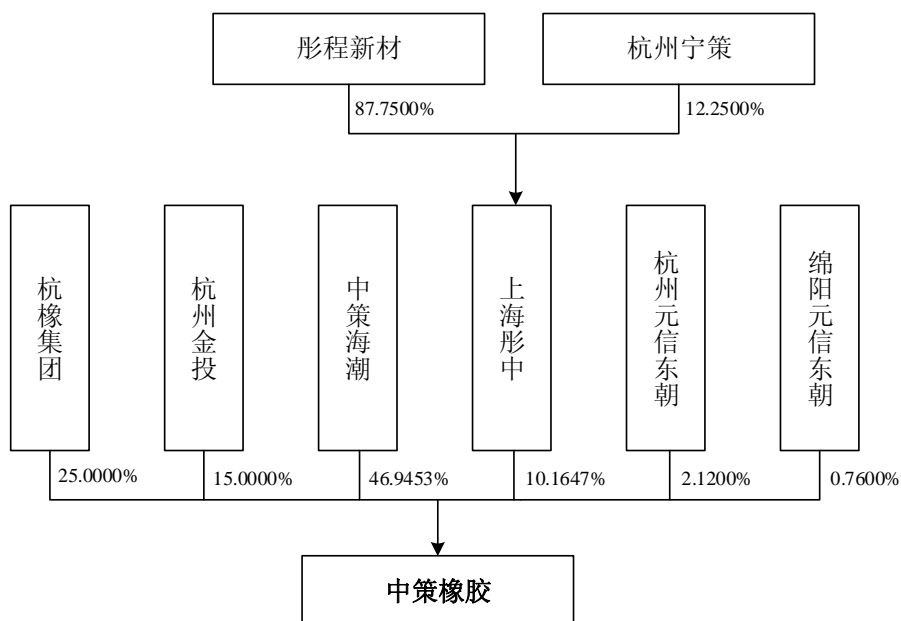 彤程新材
杭州宁策
87.7500%
12.2500%
杭橡集团
杭州金投
中策海潮
上海彤中
杭州元信东朝
绵阳元信东朝
25.0000%
15.0000%
46.9453%
10.1647%
2.1200%
0.7600%
中策橡胶